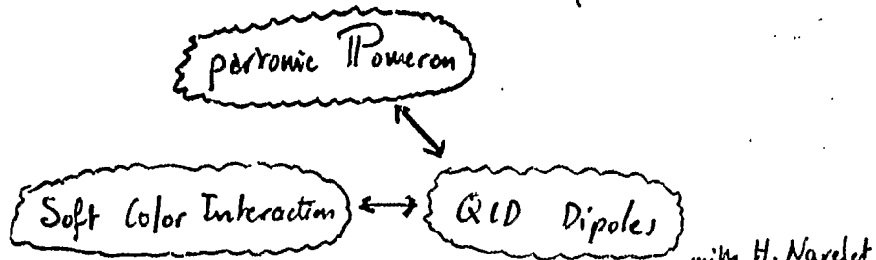 partonic Pomeron
Soft Color Interaction
QCD Dipoles
with H. Navelet